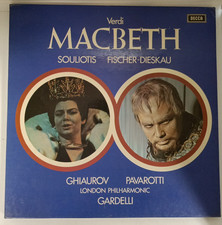 Verdi
DECCA
MACBETH
SOULIOTIS FISCHER-DIESKAU
GHIAUROV PAVAROTTI
LONDON PHILHARMONIC
GARDELLI